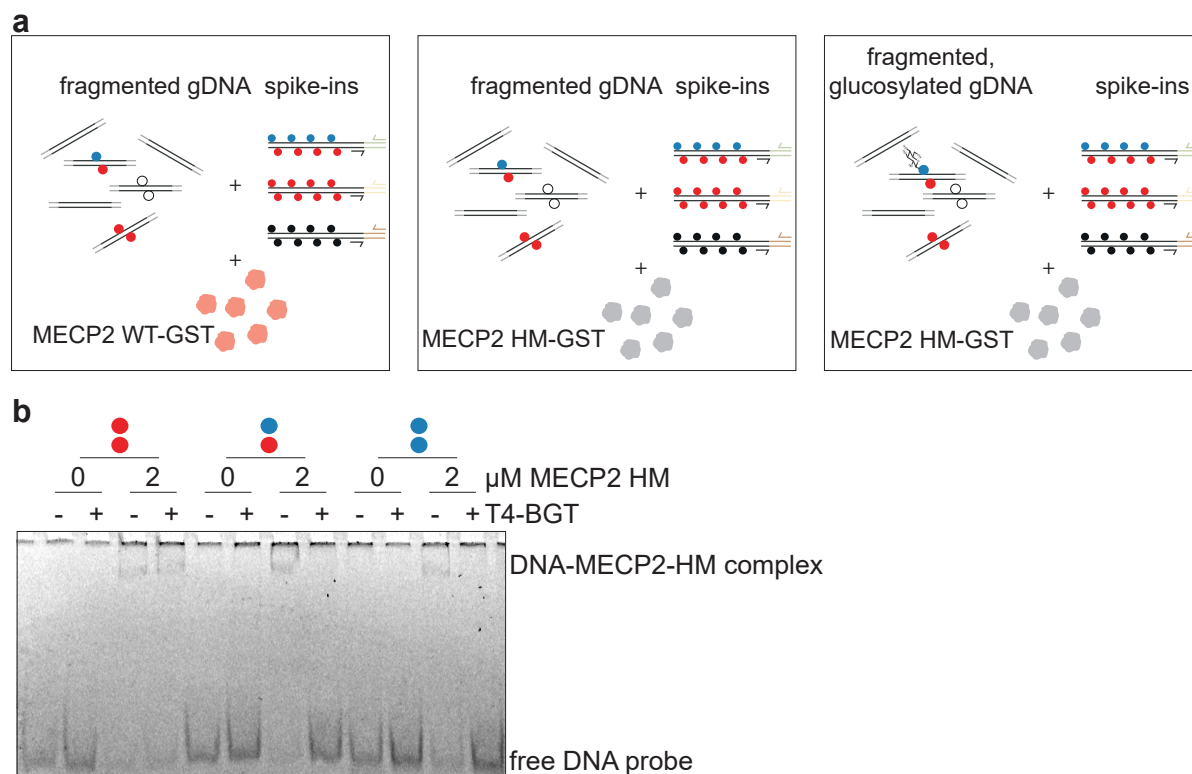 a
fragmented gDNA spike-ins
+
+
MECP2 WT-GST
fragmented gDNA spike-ins
+
+
MECP2 HM-GST
fragmented,
glucosylated gDNA spike-ins
+
+
MECP2 HM-GST
b
0 2 0 2 0 2 µM MECP2 HM
- + - + - + - + - + - + T4-BGT
DNA-MECP2-HM complex
free DNA probe